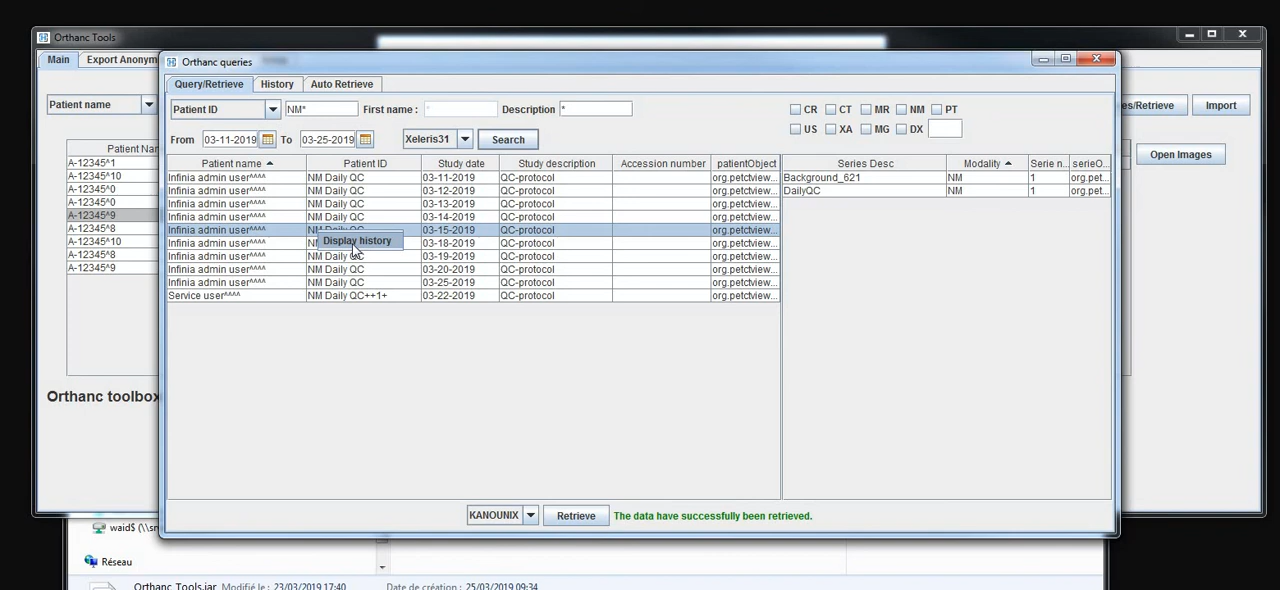 Orthanc Tools
Main Export Anonym
Patient name
es/Retrieve Import
Patient Nar
A-12345^1
A-12345^10
A-12345^0
A-12345^0
A-12345^9
A-12345^8
A-12345^10
A-12345^8
A-12345^9
Open Images
Orthanc toolbox
Orthanc queries
Query/Retrieve History Auto Retrieve
Patient ID NM* First name : * Description *
CR CT MR NM PT
US XA MG DX
From 03-11-2019 To 03-25-2019 Xeleris31 Search
Patient name Patient ID Study date Study description Accession number patientObject
Infinia admin user^^^^ NM Daily QC 03-11-2019 QC-protocol org.petctview...
Infinia admin user^^^^ NM Daily QC 03-12-2019 QC-protocol org.petctview...
Infinia admin user^^^^ NM Daily QC 03-13-2019 QC-protocol org.petctview...
Infinia admin user^^^^ NM Daily QC 03-14-2019 QC-protocol org.petctview...
Infinia admin user^^^^ NM Daily QC 03-15-2019 QC-protocol org.petctview...
Infinia admin user^^^^ N 03-18-2019 QC-protocol org.petctview...
Display history
Infinia admin user^^^^ NM Daily QC 03-19-2019 QC-protocol org.petctview...
Infinia admin user^^^^ NM Daily QC 03-20-2019 QC-protocol org.petctview...
Infinia admin user^^^^ NM Daily QC 03-25-2019 QC-protocol org.petctview...
Service user^^^^ NM Daily QC++1+ 03-22-2019 QC-protocol org.petctview...
Series Desc Modality Serie n... serieO...
Background_621 NM 1 org.pet...
DailyQC NM 1 org.pet...
KANOUNIX Retrieve The data have successfully been retrieved.
waid$ (\\sn
Réseau
Orthanc Tools.jar Modifié le : 23/03/2019 17:40 Date de création : 25/03/2019 09:34